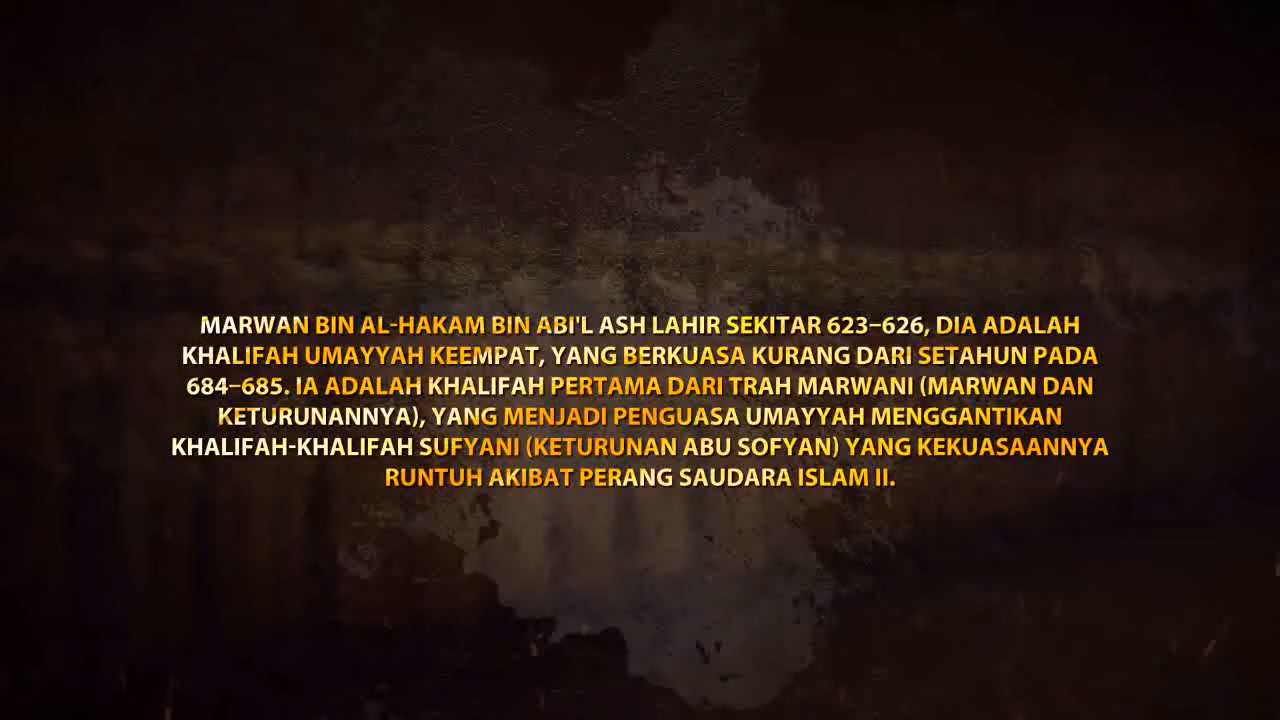 MARWAN BIN AL-HAKAM BIN ABI'L ASH LAHIR SEKITAR 623–626, DIA ADALAH
KHALIFAH UMAYYAH KEEMPAT, YANG BERKUASA KURANG DARI SETAHUN PADA
684–685. IA ADALAH KHALIFAH PERTAMA DARI TRAH MARWANI (MARWAN DAN
KETURUNANNYA), YANG MENJADI PENGUASA UMAYYAH MENGGANTIKAN
KHALIFAH-KHALIFAH SUFYANI (KETURUNAN ABU SOFYAN) YANG KEKUASAANNYA
RUNTUH AKIBAT PERANG SAUDARA ISLAM II.